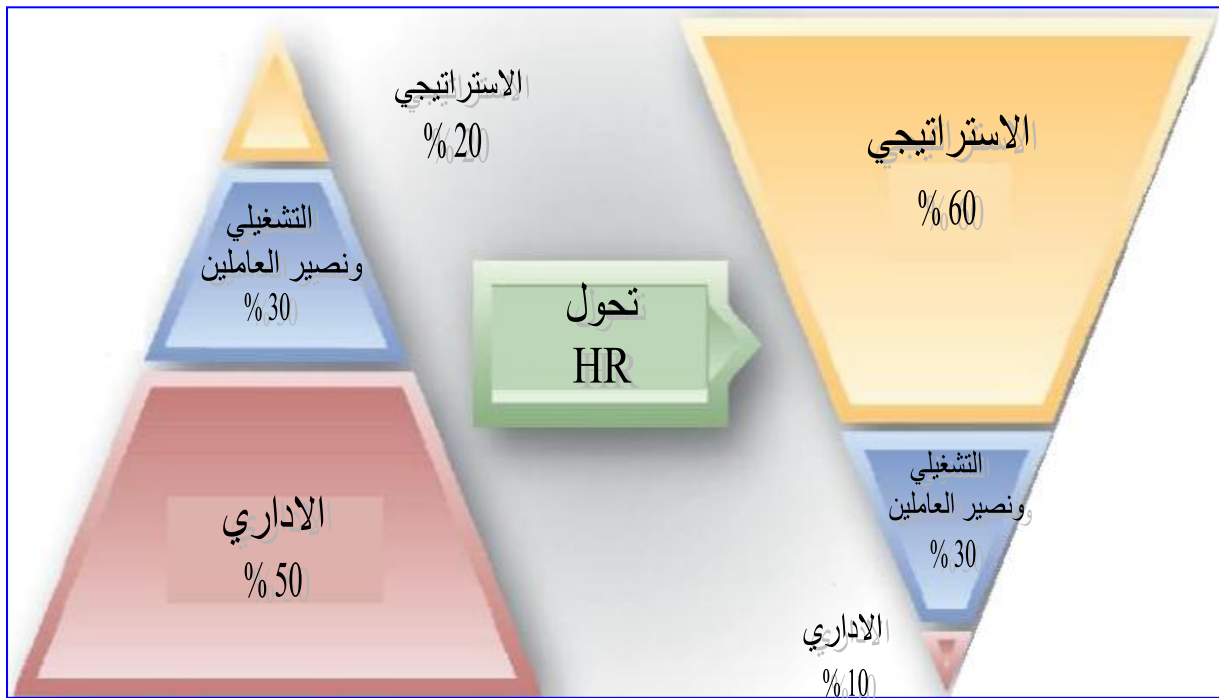 الاستراتيجي
% 20
التشغيلي
ونصير العاملين
% 30
الاداري
% 50
تحول
HR
الاستراتيجي
% 60
التشغيلي
ونصير العاملين
% 30
الاداري
% 10